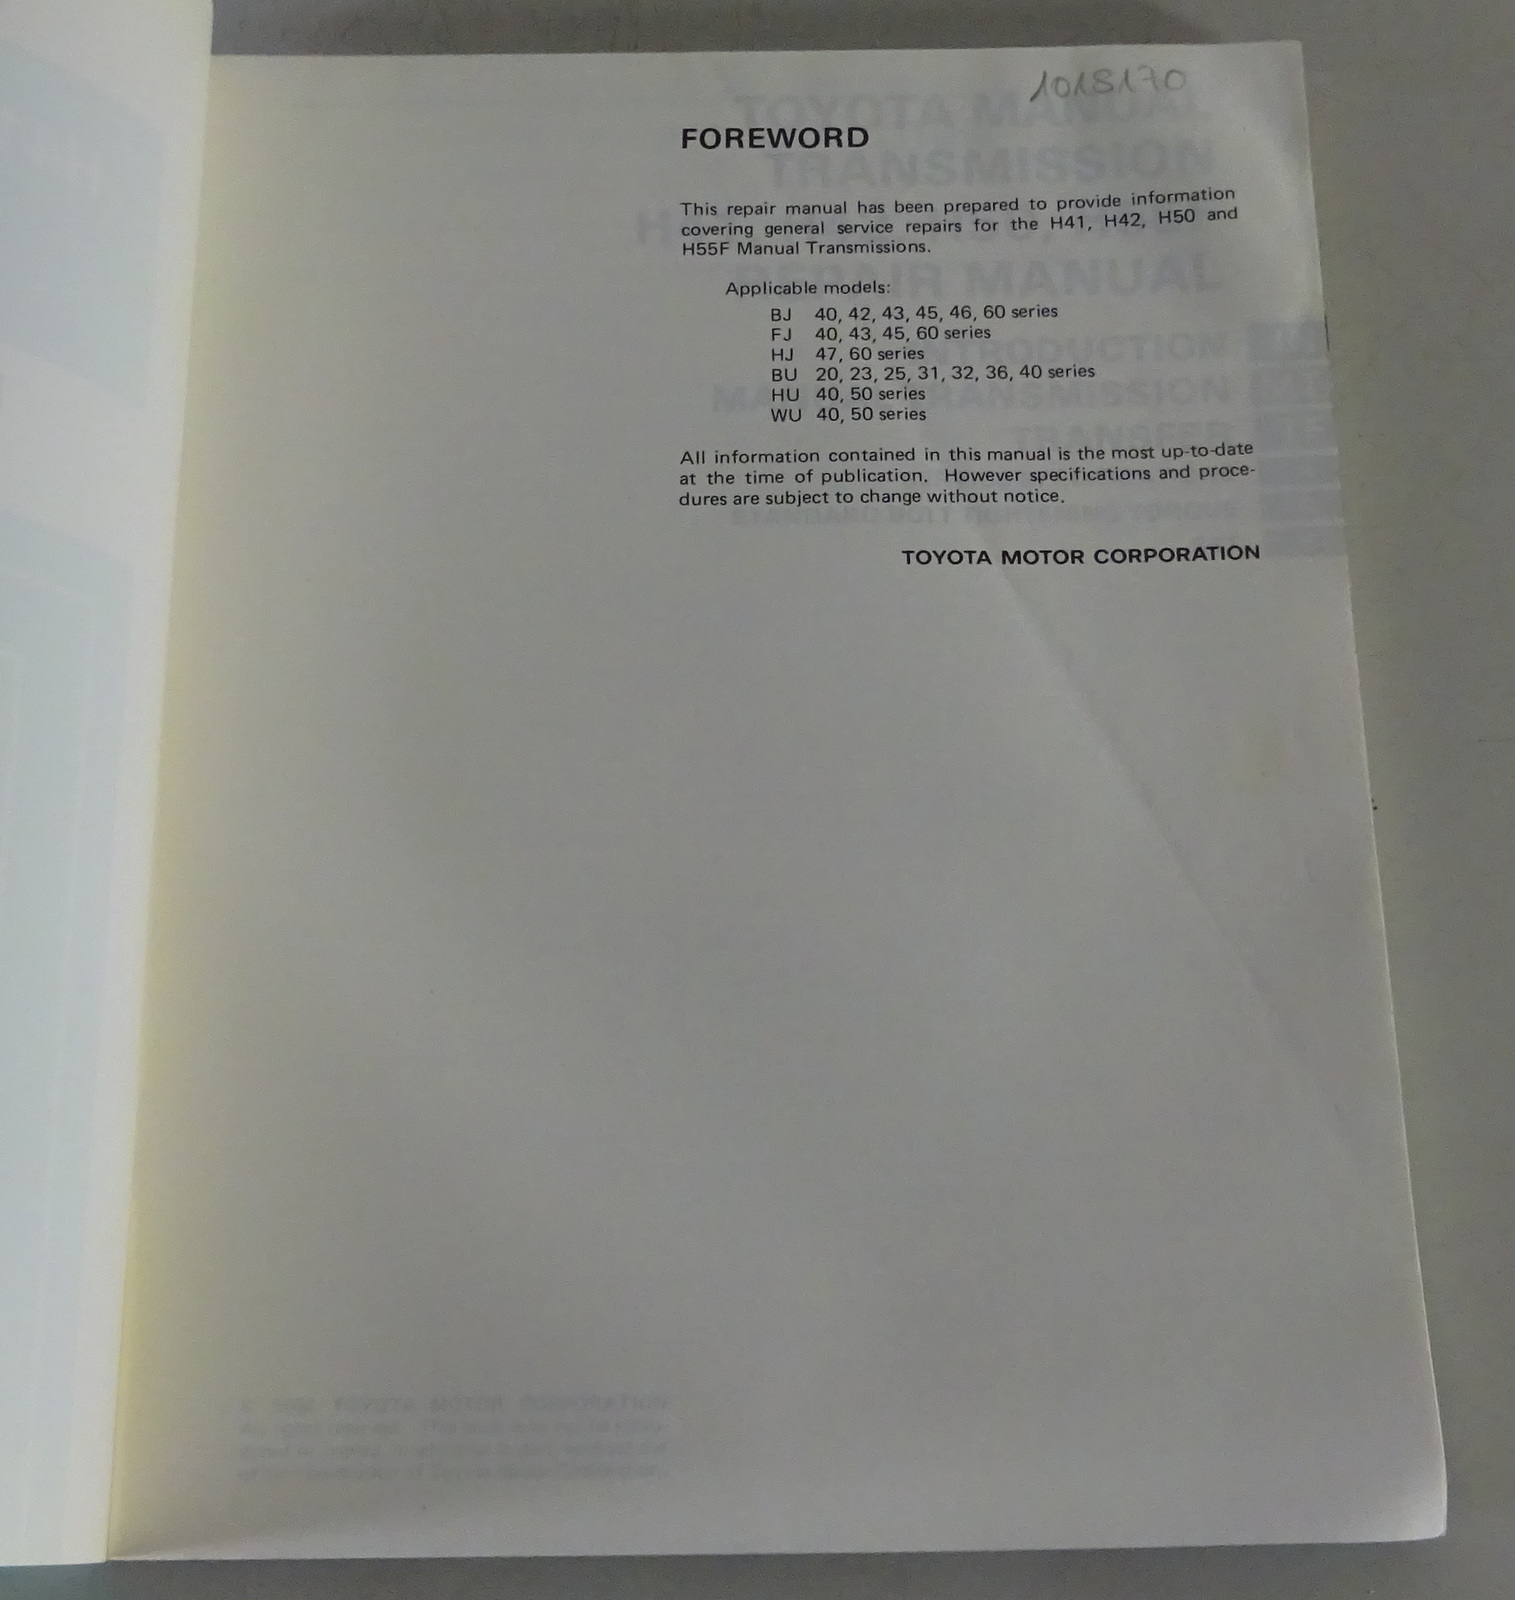 1018170
FOREWORD
This repair manual has been prepared to provide information
covering general service repairs for the H41, H42, H50 and
H55F Manual Transmissions.
Applicable models:
BJ 40, 42, 43, 45, 46, 60 series
FJ 40, 43, 45, 60 series
HJ 47, 60 series
BU 20, 23, 25, 31, 32, 36, 40 series
HU 40, 50 series
WU 40, 50 series
All information contained in this manual is the most up-to-date
at the time of publication. However specifications and proce-
dures are subject to change without notice.
TOYOTA MOTOR CORPORATION